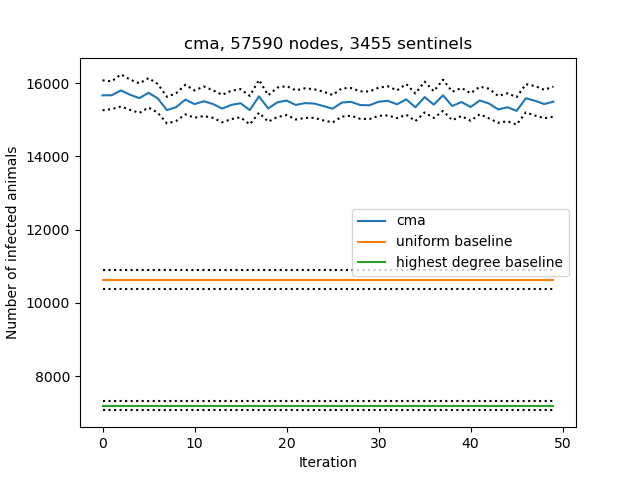 cma, 57590 nodes, 3455 sentinels
Number of infected animals
16000
14000
12000
10000
8000
cma
uniform baseline
highest degree baseline
0 10 20 30 40 50
Iteration